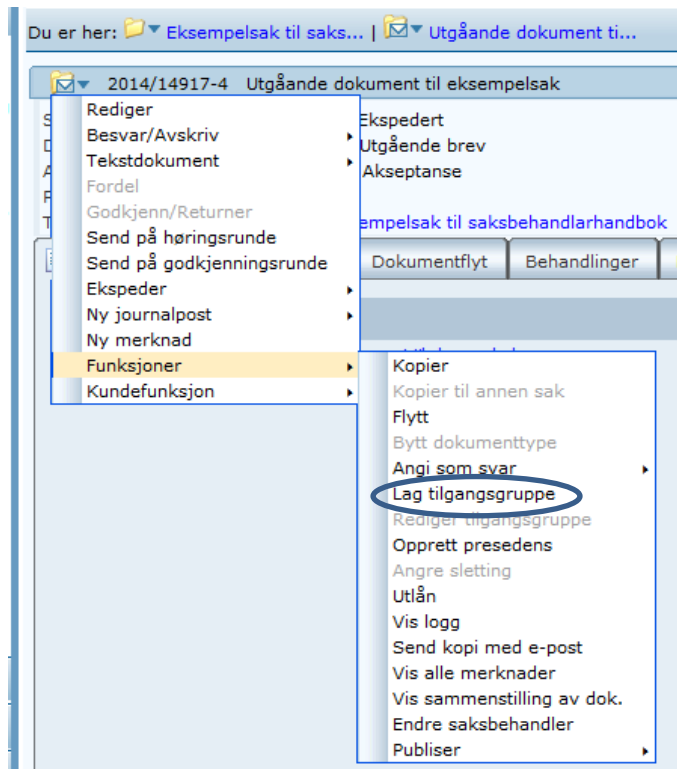 Du er her: Eksempelsak til saks... | Utgåande dokument ti...
2014/14917-4 Utgåande dokument til eksempelsak
Ekspedert
Utgående brev
Akseptanse
empelsak til saksbehandlarhandbok
Dokumentflyt Behandlinger
Rediger
Besvar/Avskriv
Tekstdokument
Fordel
Godkjenn/Returner
Send på høringsrunde
Send på godkjenningsrunde
Ekspeder
Ny journalpost
Ny merknad
Funksjoner
Kundefunksjon
Kopier
Kopier til annen sak
Flytt
Bytt dokumenttype
Angi som svar
Lag tilgangsgruppe
Rediger tilgangsgruppe
Opprett presedens
Angre sletting
Utlån
Vis logg
Send kopi med e-post
Vis alle merknader
Vis sammenstilling av dok.
Endre saksbehandler
Publiser